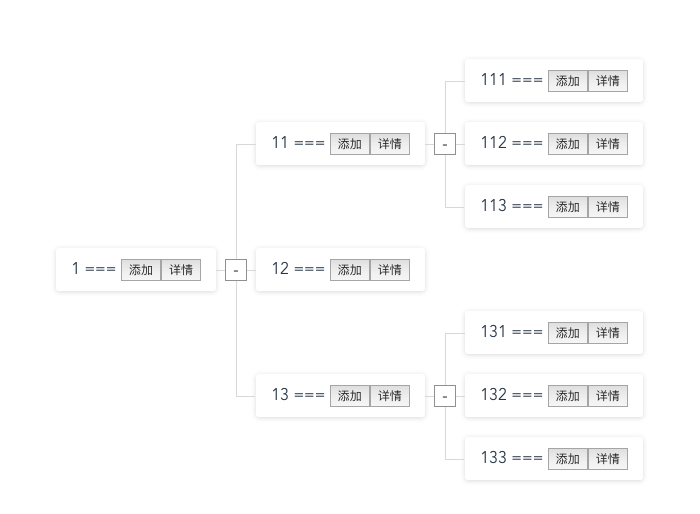 111 === 添加 详情
11 === 添加 详情 -
112 === 添加 详情
113 === 添加 详情
1 === 添加 详情 -
12 === 添加 详情
131 === 添加 详情
13 === 添加 详情 -
132 === 添加 详情
133 === 添加 详情